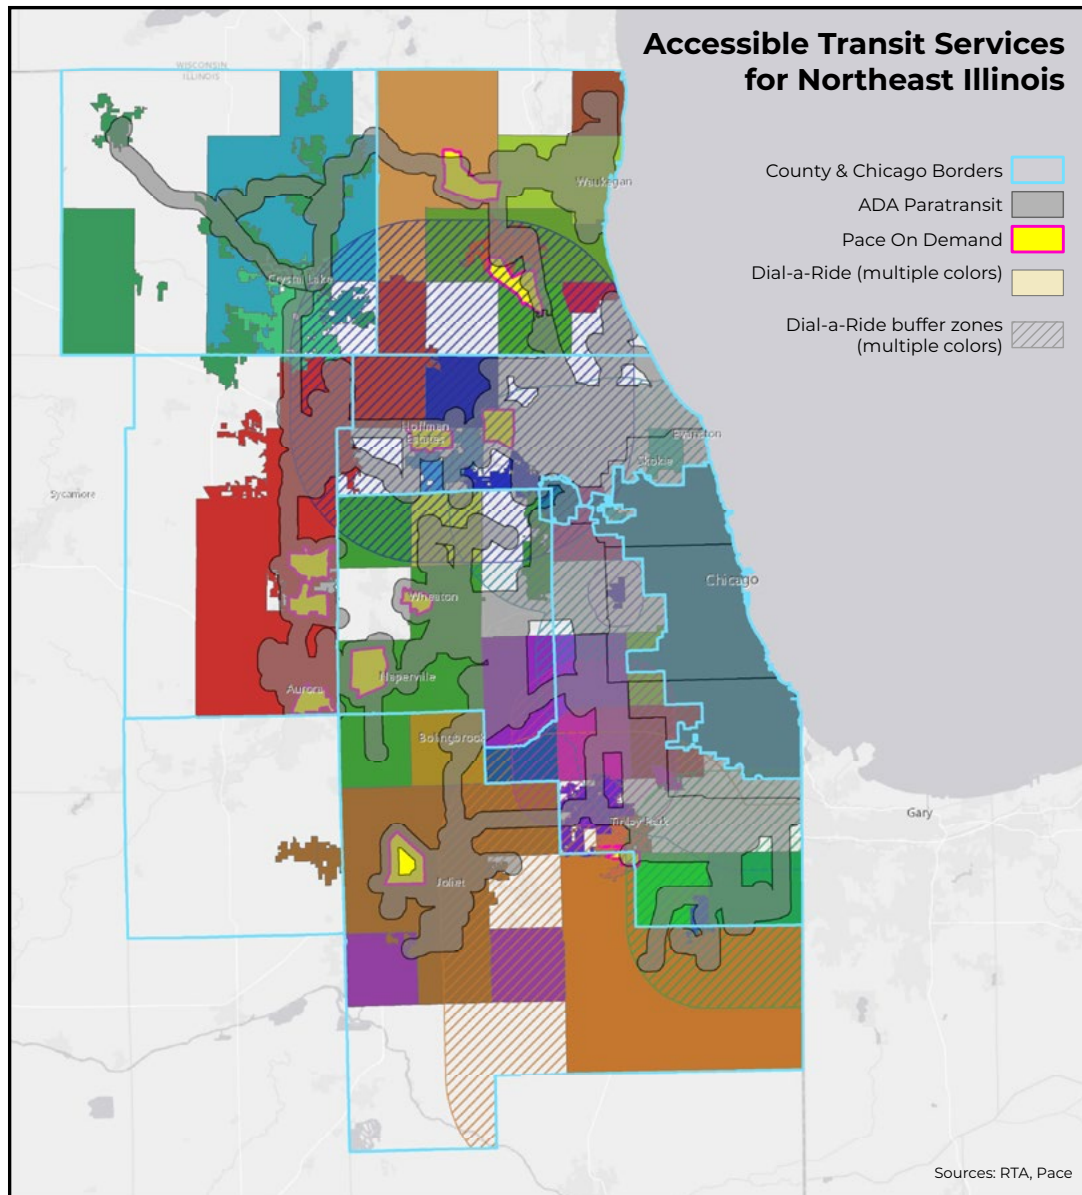 Accessible Transit Services
for Northeast Illinois
WISCONSIN
ILLINOIS
County & Chicago Borders
ADA Paratransit
Pace On Demand
Dial-a-Ride (multiple colors)
Dial-a-Ride buffer zones
(multiple colors)
Waukegan
Crystal Lake
Hoffman
Estates
Evanston
Skokie
Sycamore
Chicago
Wheaton
Naperville
Aurora
Bolingbrook
Gary
Tinley Park
Joliet
Sources: RTA, Pace